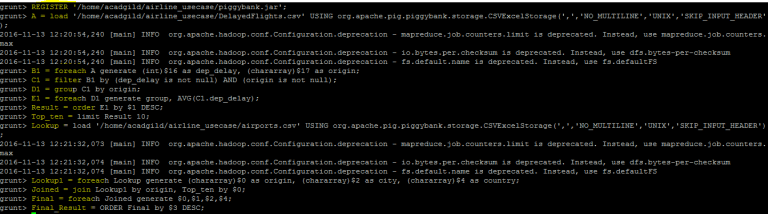 grunt> REGISTER '/home/acadgild/airline_usecase/piggybank.jar';
grunt> A = load '/home/acadgild/airline_usecase/DelayedFlights.csv' USING org.apache.pig.piggybank.storage.CSVExcelStorage(',','NO_MULTILINE','UNIX','SKIP_INPUT_HEADER')
;
2016-11-13 12:20:54,240 [main] INFO  org.apache.hadoop.conf.Configuration.deprecation - mapreduce.job.counters.limit is deprecated. Instead, use mapreduce.job.counters.
max
2016-11-13 12:20:54,240 [main] INFO  org.apache.hadoop.conf.Configuration.deprecation - io.bytes.per.checksum is deprecated. Instead, use dfs.bytes-per-checksum
2016-11-13 12:20:54,240 [main] INFO  org.apache.hadoop.conf.Configuration.deprecation - fs.default.name is deprecated. Instead, use fs.defaultFS
grunt> B1 = foreach A generate (int)$16 as dep_delay, (chararray)$17 as origin;
grunt> C1 = filter B1 by (dep_delay is not null) AND (origin is not null);
grunt> D1 = group C1 by origin;
grunt> E1 = foreach D1 generate group, AVG(C1.dep_delay);
grunt> Result = order E1 by $1 DESC;
grunt> Top_ten = limit Result 10;
grunt> Lookup = load '/home/acadgild/airline_usecase/airports.csv' USING org.apache.pig.piggybank.storage.CSVExcelStorage(',','NO_MULTILINE','UNIX','SKIP_INPUT_HEADER')
;
2016-11-13 12:21:32,073 [main] INFO  org.apache.hadoop.conf.Configuration.deprecation - mapreduce.job.counters.limit is deprecated. Instead, use mapreduce.job.counters.
max
2016-11-13 12:21:32,074 [main] INFO  org.apache.hadoop.conf.Configuration.deprecation - io.bytes.per.checksum is deprecated. Instead, use dfs.bytes-per-checksum
2016-11-13 12:21:32,074 [main] INFO  org.apache.hadoop.conf.Configuration.deprecation - fs.default.name is deprecated. Instead, use fs.defaultFS
grunt> Lookup1 = foreach Lookup generate (chararray)$0 as origin, (chararray)$2 as city, (chararray)$4 as country;
grunt> Joined = join Lookup1 by origin, Top_ten by $0;
grunt> Final = foreach Joined generate $0,$1,$2,$4;
grunt> Final_Result = ORDER Final by $3 DESC;